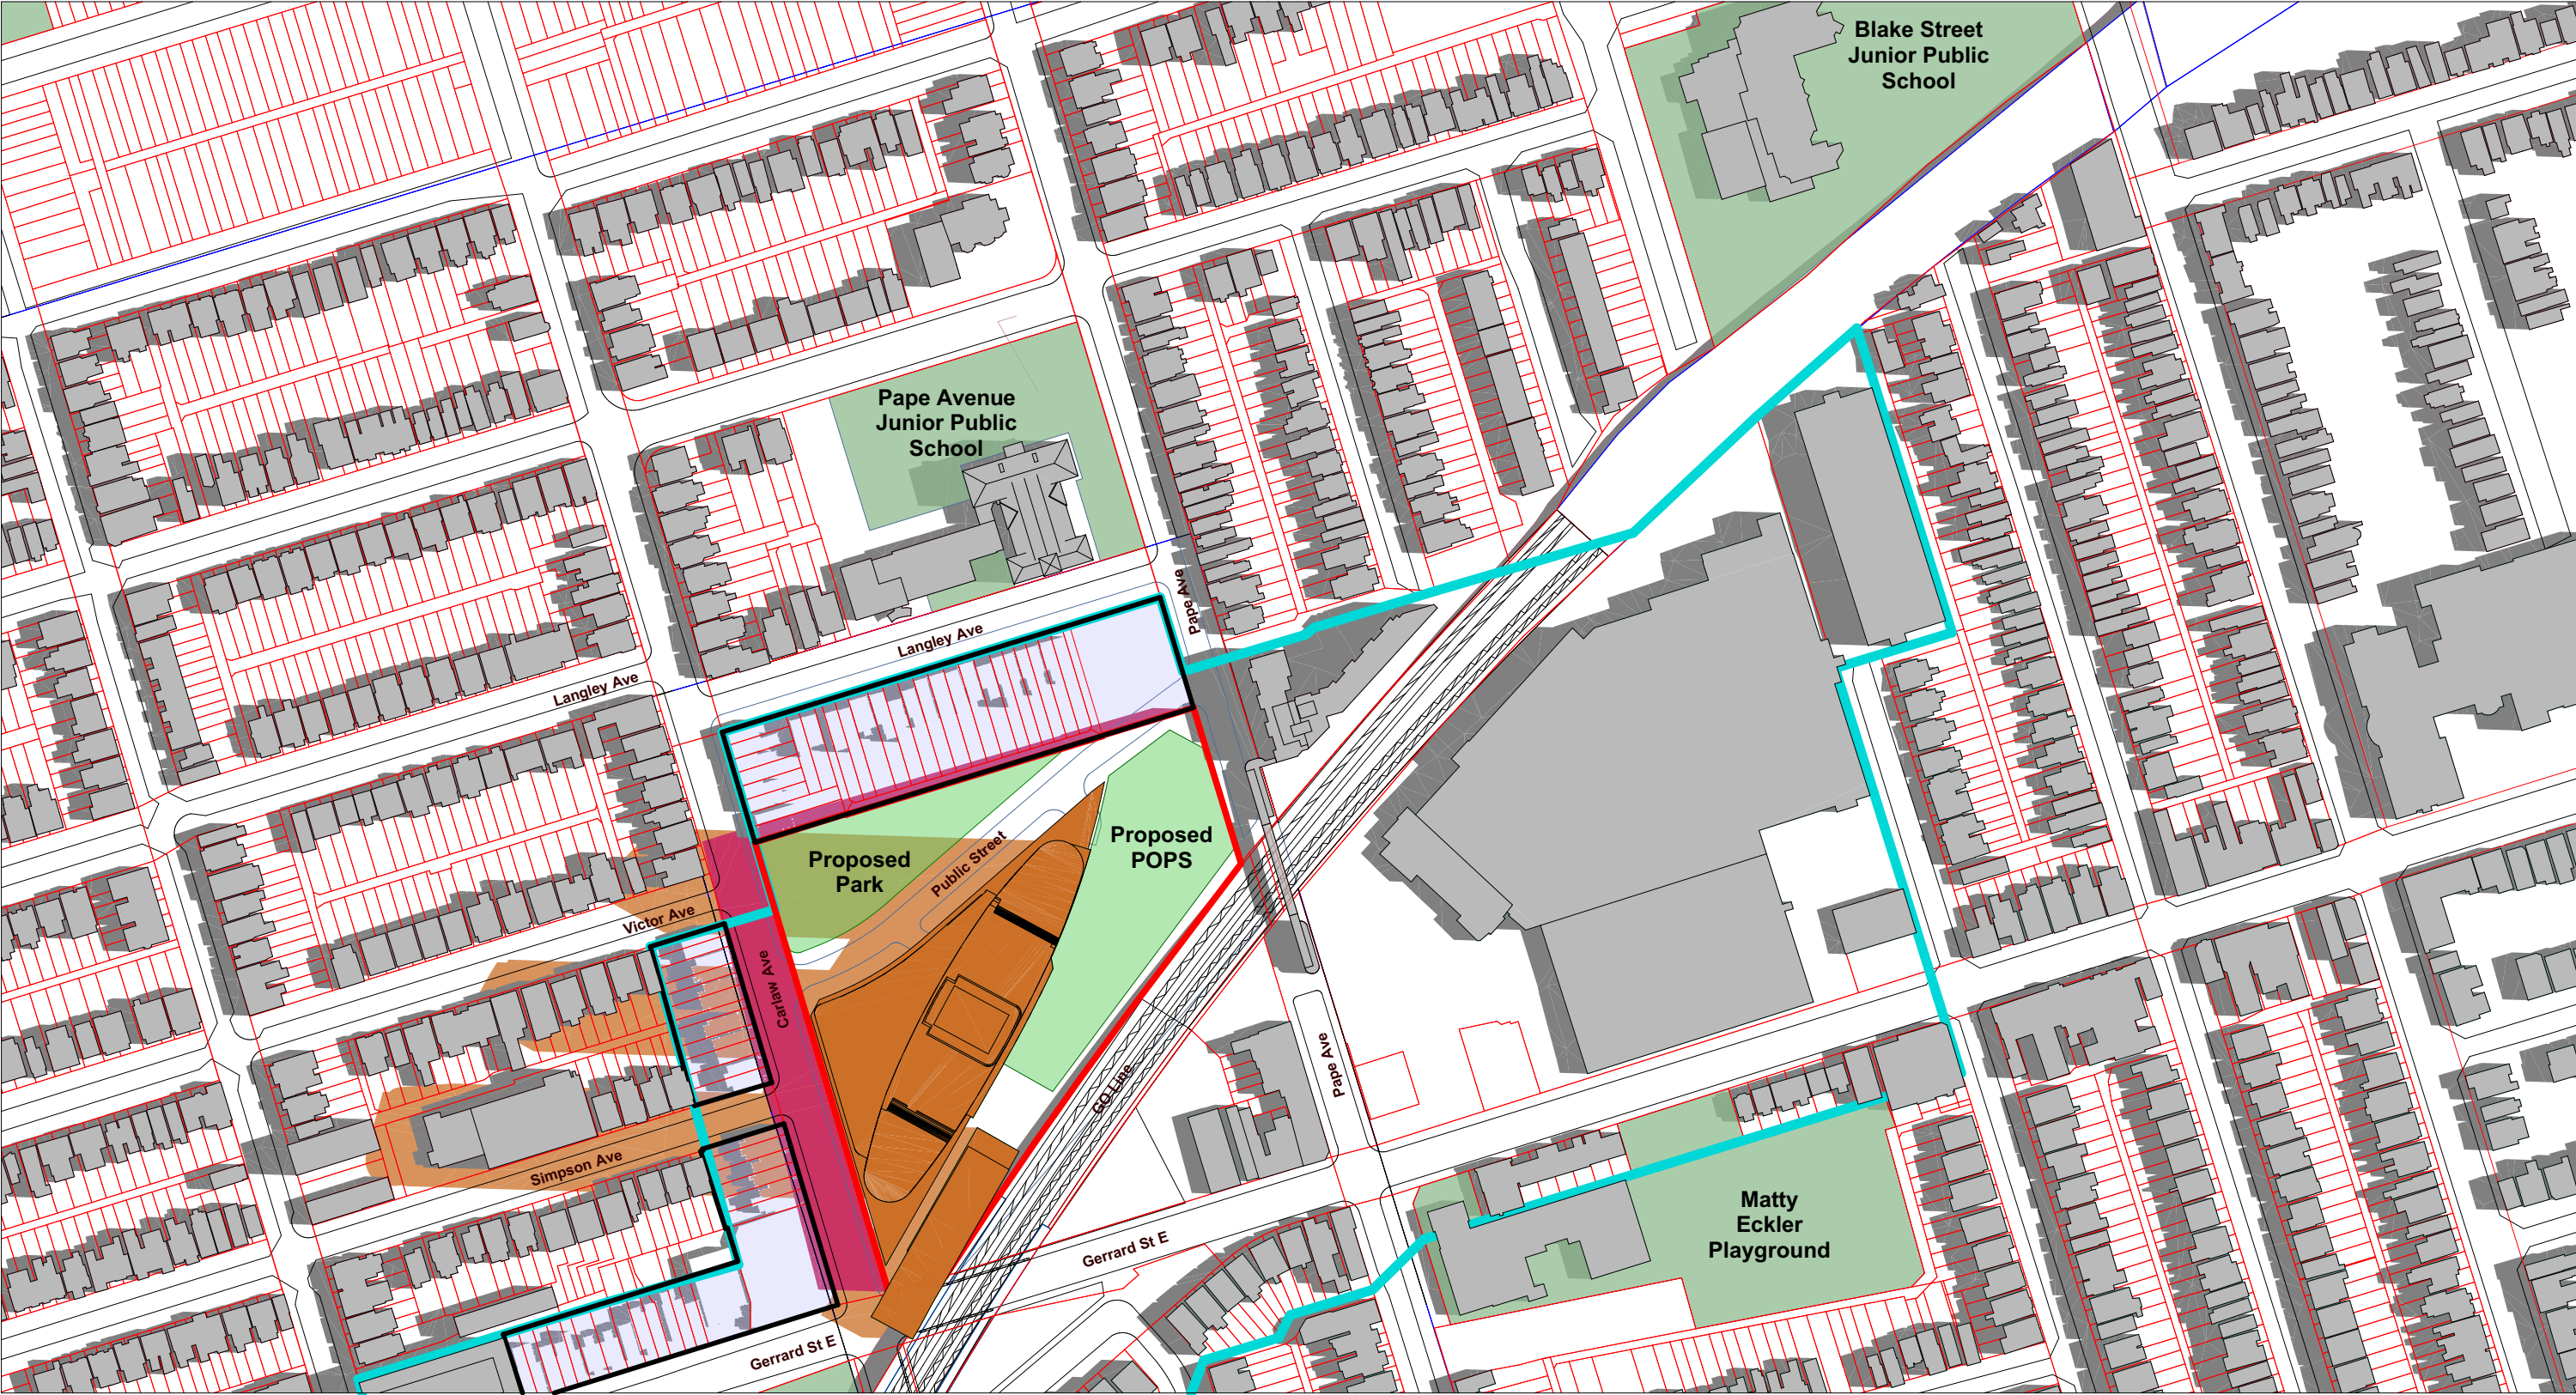 Blake Street
Junior Public
School
Pape Avenue
Junior Public
School
Pape Ave
Langley Ave
Langley Ave
Proposed
Park
Public Street
Proposed
POPS
Victor Ave
Carlaw Ave
GO Line
Pape Ave
Simpson Ave
Matty
Eckler
Playground
Gerrard St E
Gerrard St E